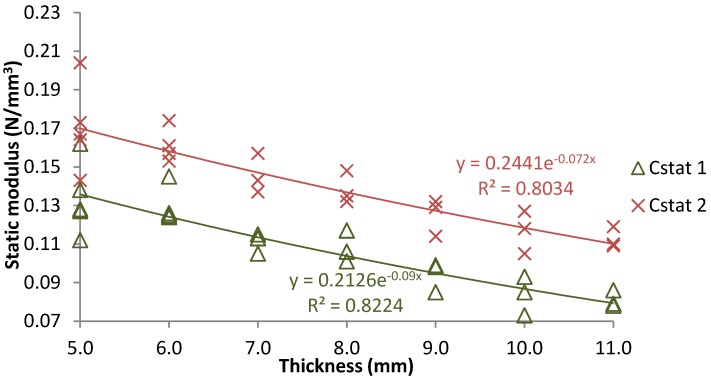 0.23
0.21
0.19
0.17
0.15
0.13
0.11
0.09
0.07
Static modulus (N/mm³)
y = 0.2441e^-0.072x
R² = 0.8034
y = 0.2126e^-0.09x
R² = 0.8224
Cstat 1
Cstat 2
5.0 6.0 7.0 8.0 9.0 10.0 11.0
Thickness (mm)